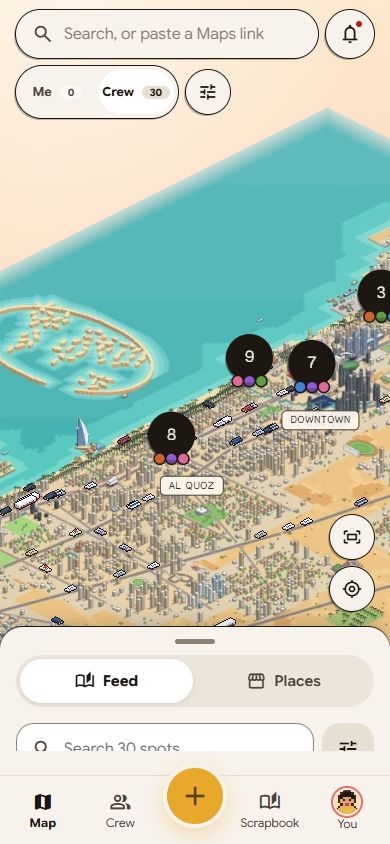 Search, or paste a Maps link
Me 0 Crew 30
3
9
7
DOWNTOWN
8
AL QUOZ
Feed Places
Search 30 spots
Map Crew Scrapbook You